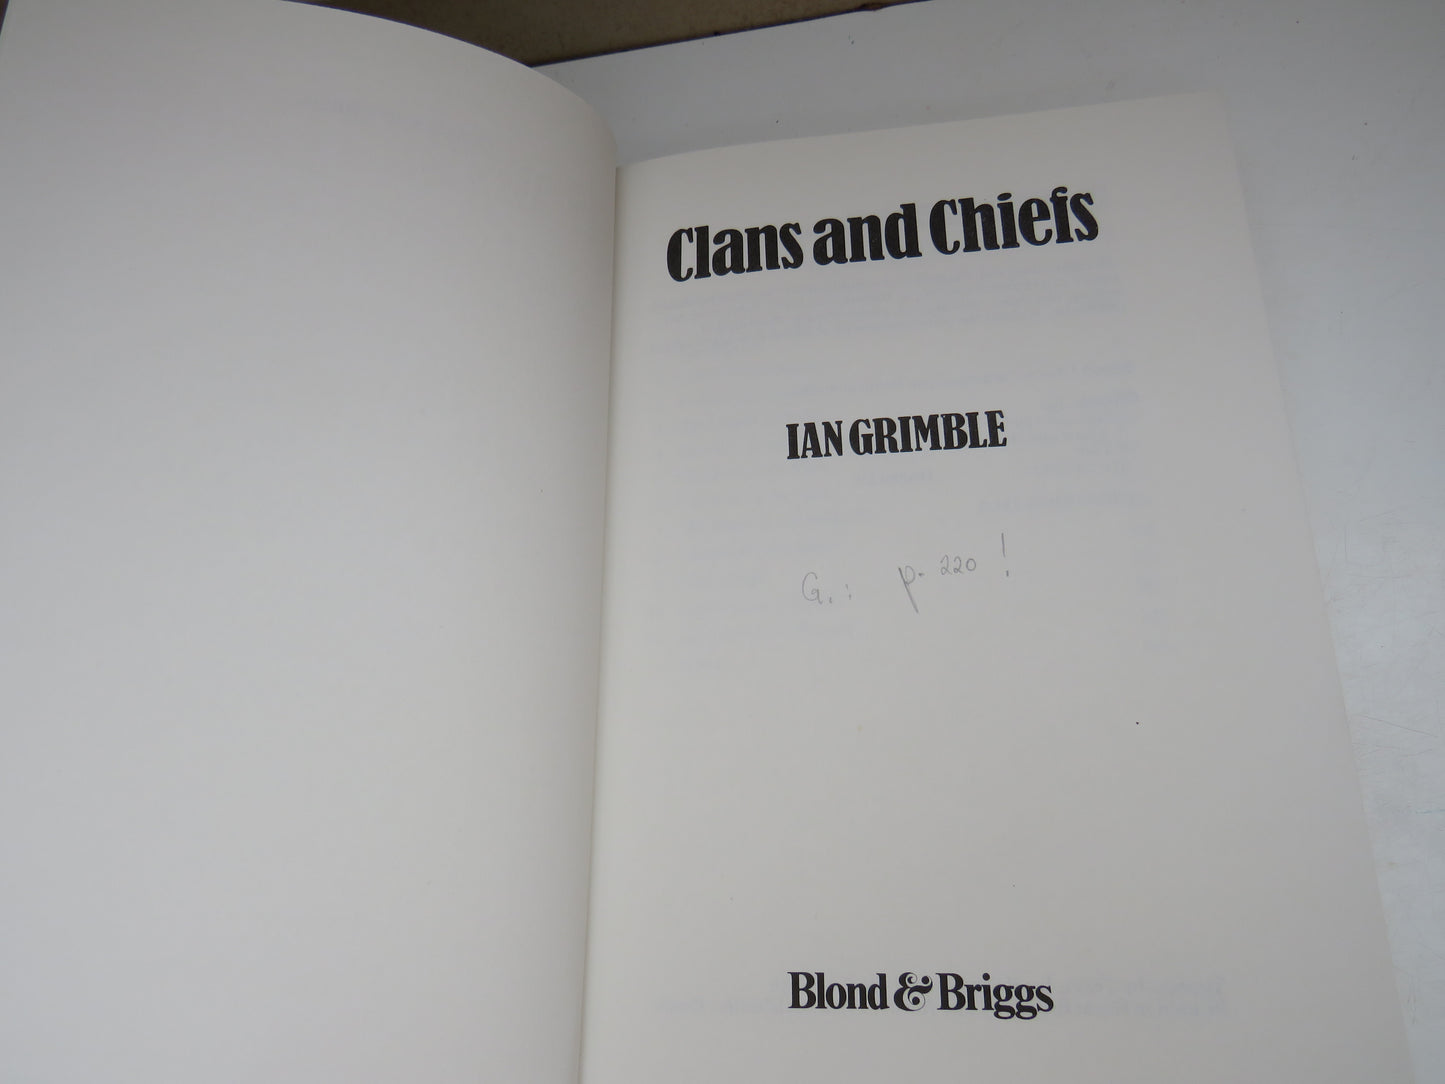 Clans and Chiefs
IAN GRIMBLE
G.: p. 220 !
Blond & Briggs